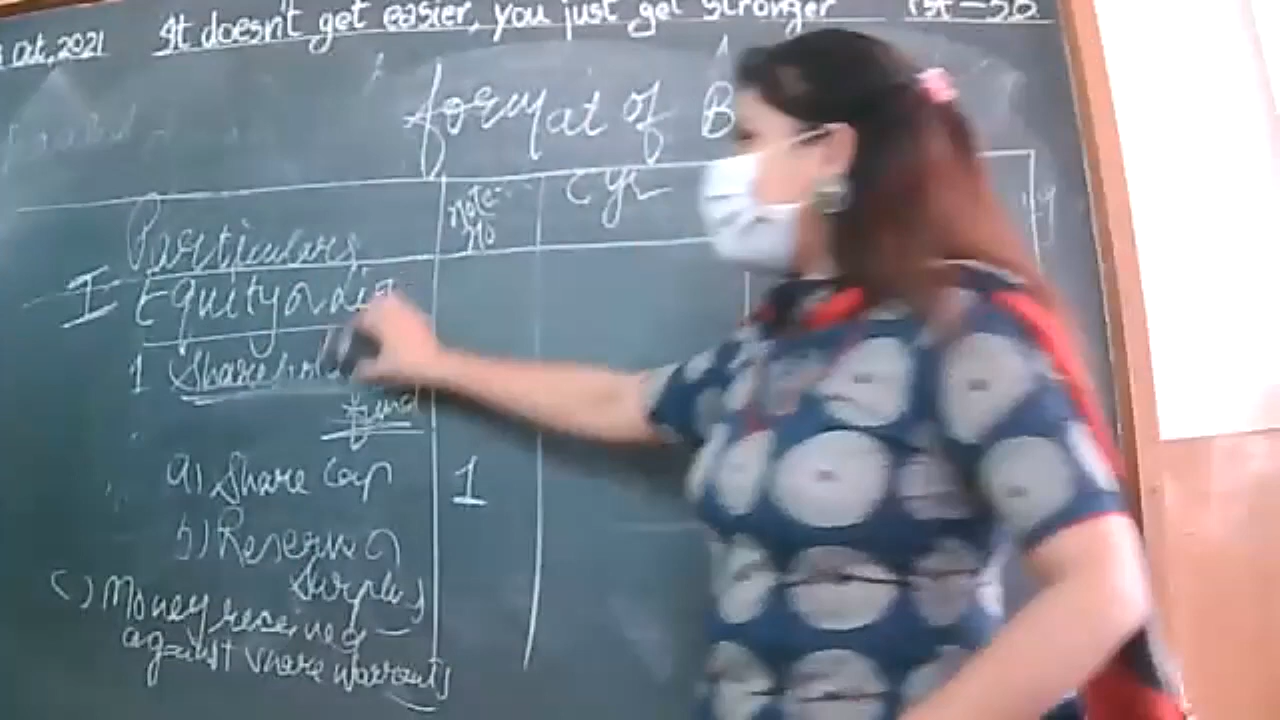 Oct, 2021 It doesn't get easier, you just get stronger
format of B
Particulars Note No Cyr
I Equity
1 Share
fund
a) Share cap 1
b) Reserve
Surplus
c) Money received
against share warrants